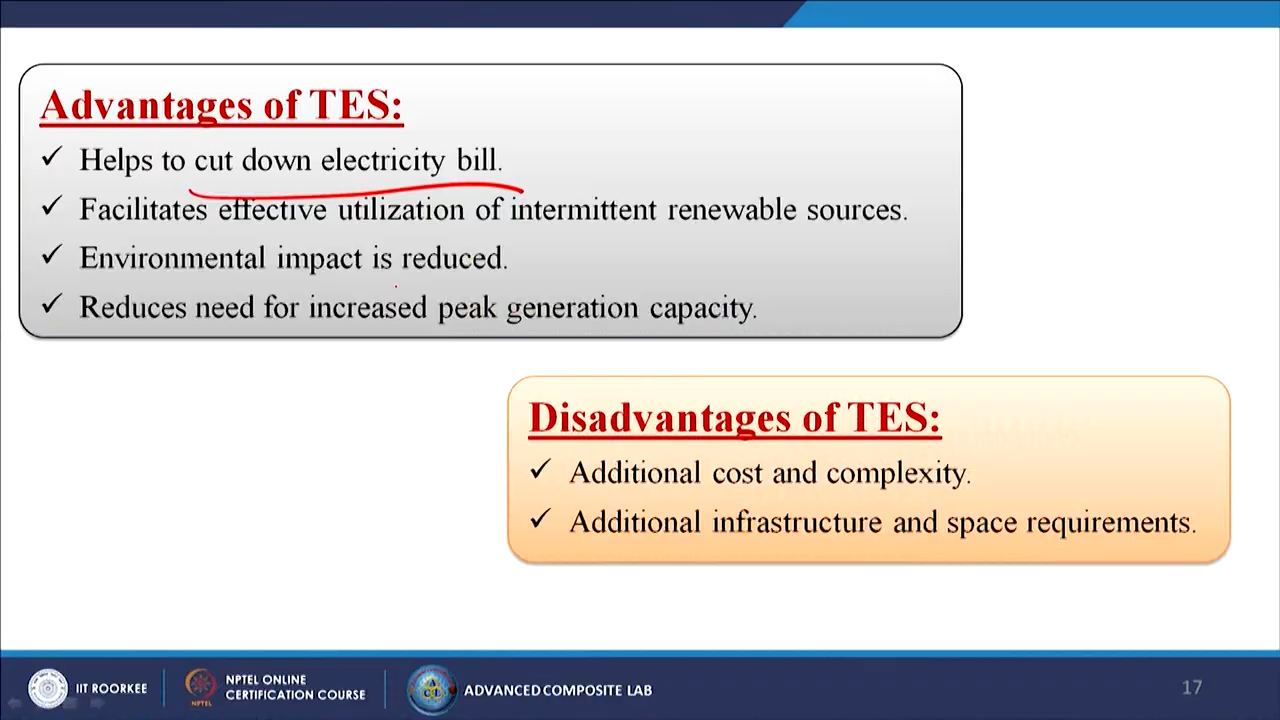 Advantages of TES:
✓ Helps to cut down electricity bill.
✓ Facilitates effective utilization of intermittent renewable sources.
✓ Environmental impact is reduced.
✓ Reduces need for increased peak generation capacity.
Disadvantages of TES:
✓ Additional cost and complexity.
✓ Additional infrastructure and space requirements.
IIT ROORKEE
NPTEL
NPTEL ONLINE
CERTIFICATION COURSE
ADVANCED COMPOSITE LAB
17